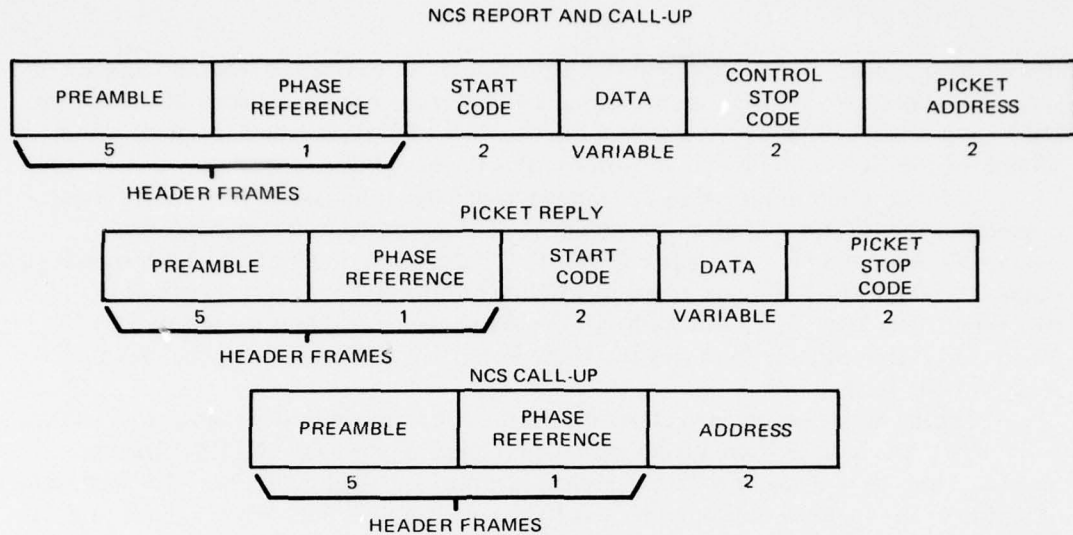 NCS REPORT AND CALL-UP
PREAMBLE
PHASE
REFERENCE
START
CODE
DATA
CONTROL
STOP
CODE
PICKET
ADDRESS
5
1
2
VARIABLE
2
2
HEADER FRAMES
PICKET REPLY
PREAMBLE
PHASE
REFERENCE
START
CODE
DATA
PICKET
STOP
CODE
5
1
2
VARIABLE
2
HEADER FRAMES
NCS CALL-UP
PREAMBLE
PHASE
REFERENCE
ADDRESS
5
1
2
HEADER FRAMES